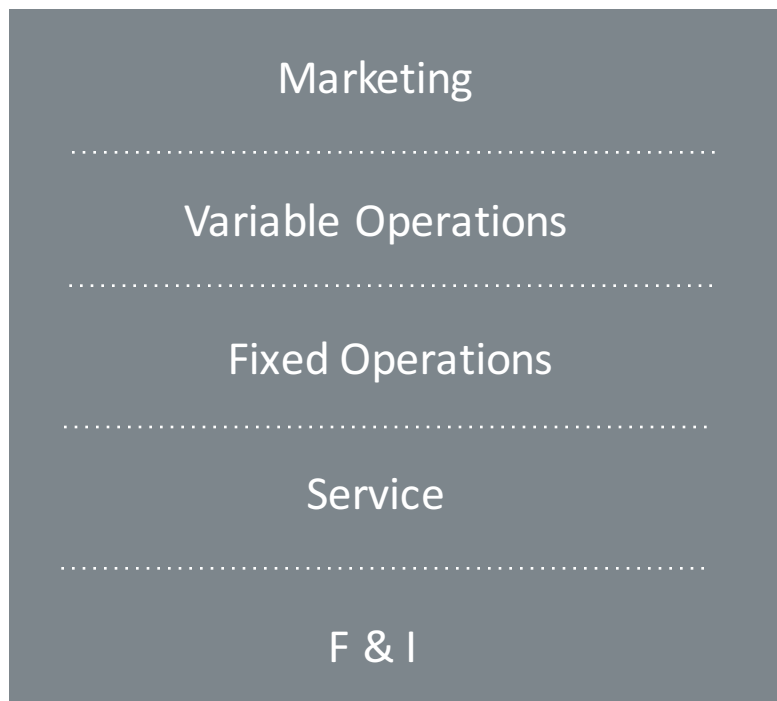 Marketing
Variable Operations
Fixed Operations
Service
F & I